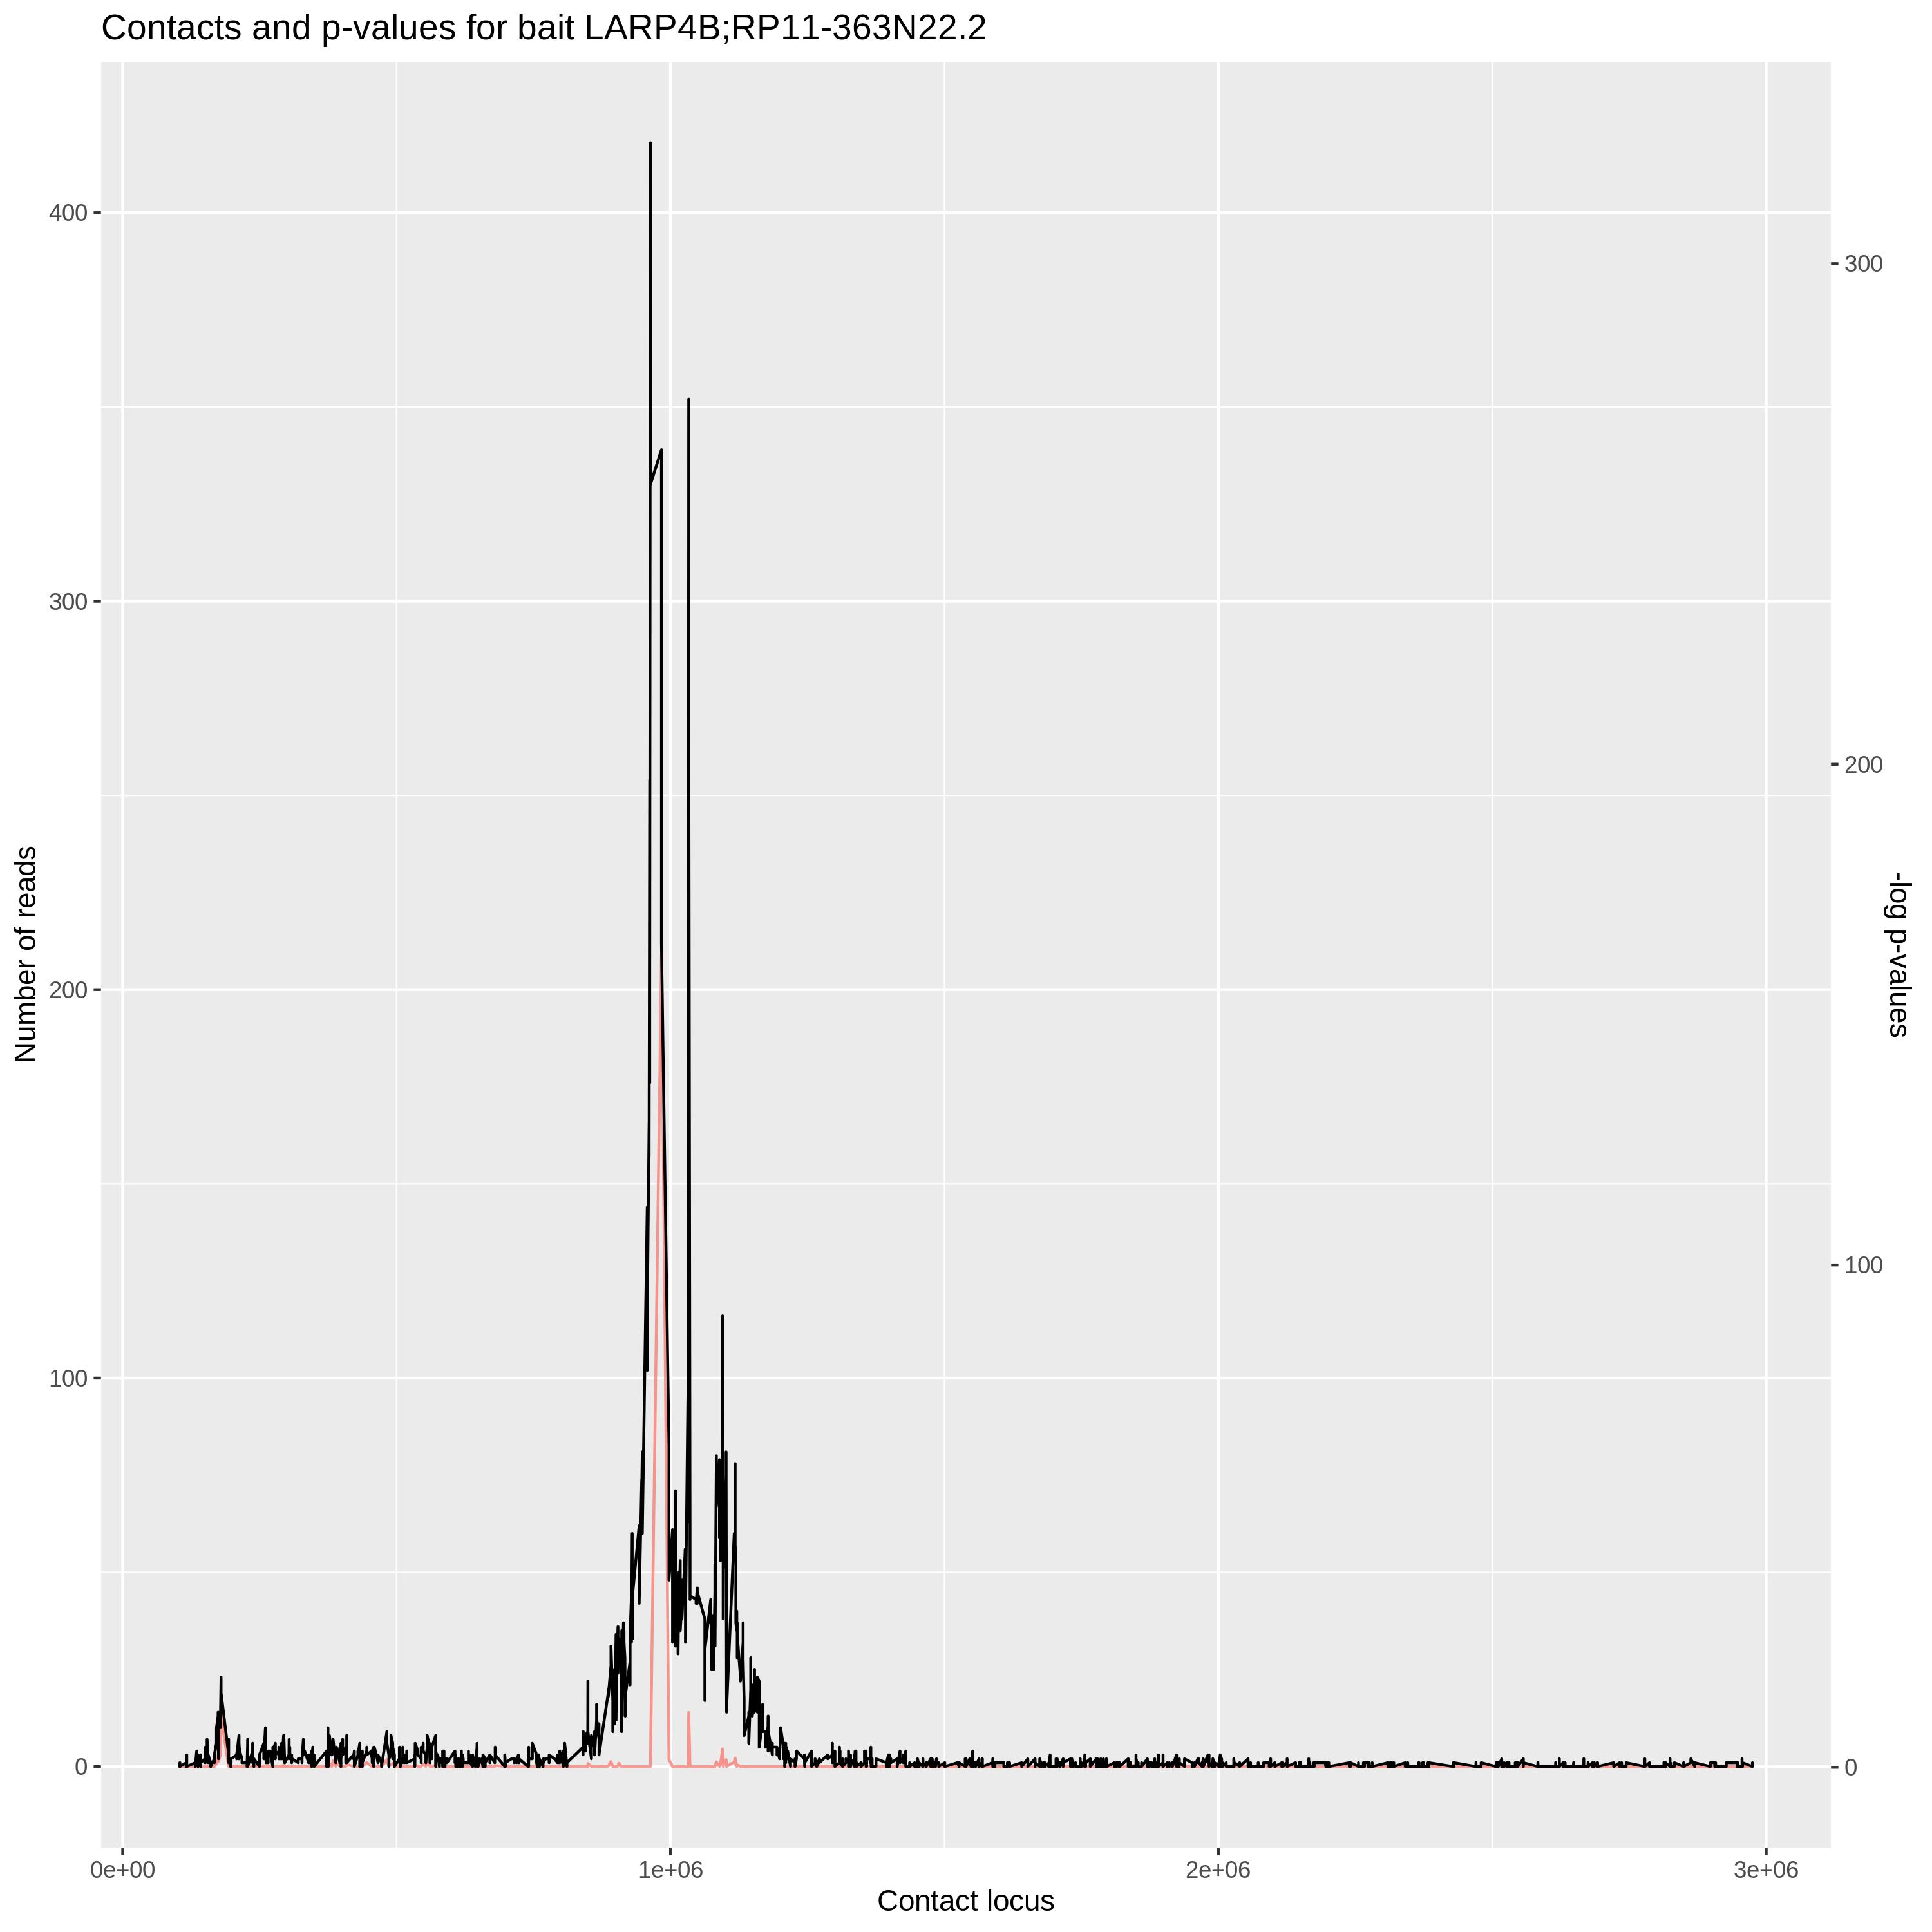 Contacts and p-values for bait LARP4B;RP11-363N22.2
400
300
200
100
0
300
200
100
0
Number of reads
-log p-values
0e+00
1e+06
2e+06
3e+06
Contact locus